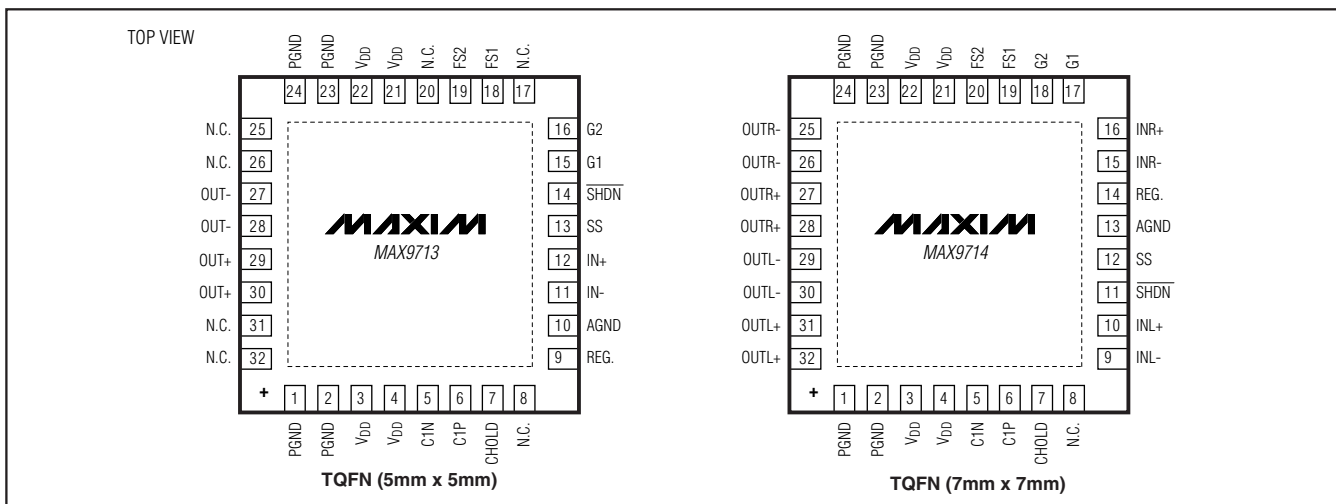 TOP VIEW
PGND PGND VDD VDD N.C. FS2 FS1 N.C.
24 23 22 21 20 19 18 17
N.C. 25
N.C. 26
OUT- 27
OUT- 28
OUT+ 29
OUT+ 30
N.C. 31
N.C. 32
MAXIM
MAX9713
16 G2
15 G1
14 SHDN
13 SS
12 IN+
11 IN-
10 AGND
9 REG.
+ 1 2 3 4 5 6 7 8
PGND PGND VDD VDD C1N C1P CHOLD N.C.
TQFN (5mm x 5mm)
PGND PGND VDD VDD FS2 FS1 G2 G1
24 23 22 21 20 19 18 17
OUTR- 25
OUTR- 26
OUTR+ 27
OUTR+ 28
OUTL- 29
OUTL- 30
OUTL+ 31
OUTL+ 32
MAXIM
MAX9714
16 INR+
15 INR-
14 REG.
13 AGND
12 SS
11 SHDN
10 INL+
9 INL-
+ 1 2 3 4 5 6 7 8
PGND PGND VDD VDD C1N C1P CHOLD N.C.
TQFN (7mm x 7mm)